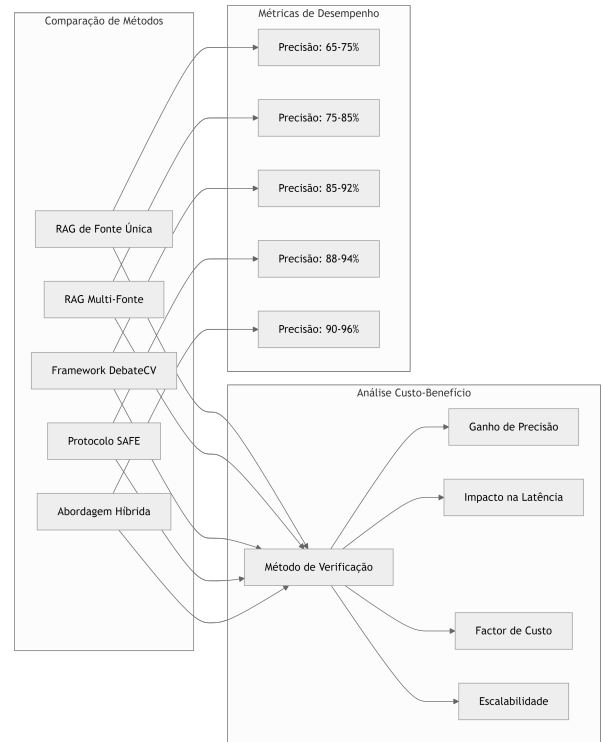 Comparação de Métodos
RAG de Fonte Única
RAG Multi-Fonte
Framework DebateCV
Protocolo SAFE
Abordagem Híbrida
Métricas de Desempenho
Precisão: 65-75%
Precisão: 75-85%
Precisão: 85-92%
Precisão: 88-94%
Precisão: 90-96%
Análise Custo-Benefício
Método de Verificação
Ganho de Precisão
Impacto na Latência
Factor de Custo
Escalabilidade